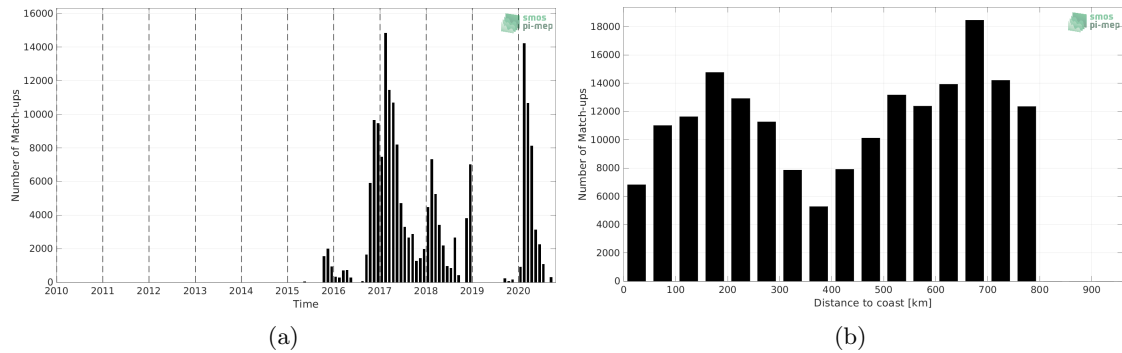 smos
pi-mep
16000
14000
12000
10000
8000
6000
4000
2000
0
Number of Match-ups
2010 2011 2012 2013 2014 2015 2016 2017 2018 2019 2020
Time
(a)
smos
pi-mep
18000
16000
14000
12000
10000
8000
6000
4000
2000
0
Number of Match-ups
0 100 200 300 400 500 600 700 800 900
Distance to coast [km]
(b)